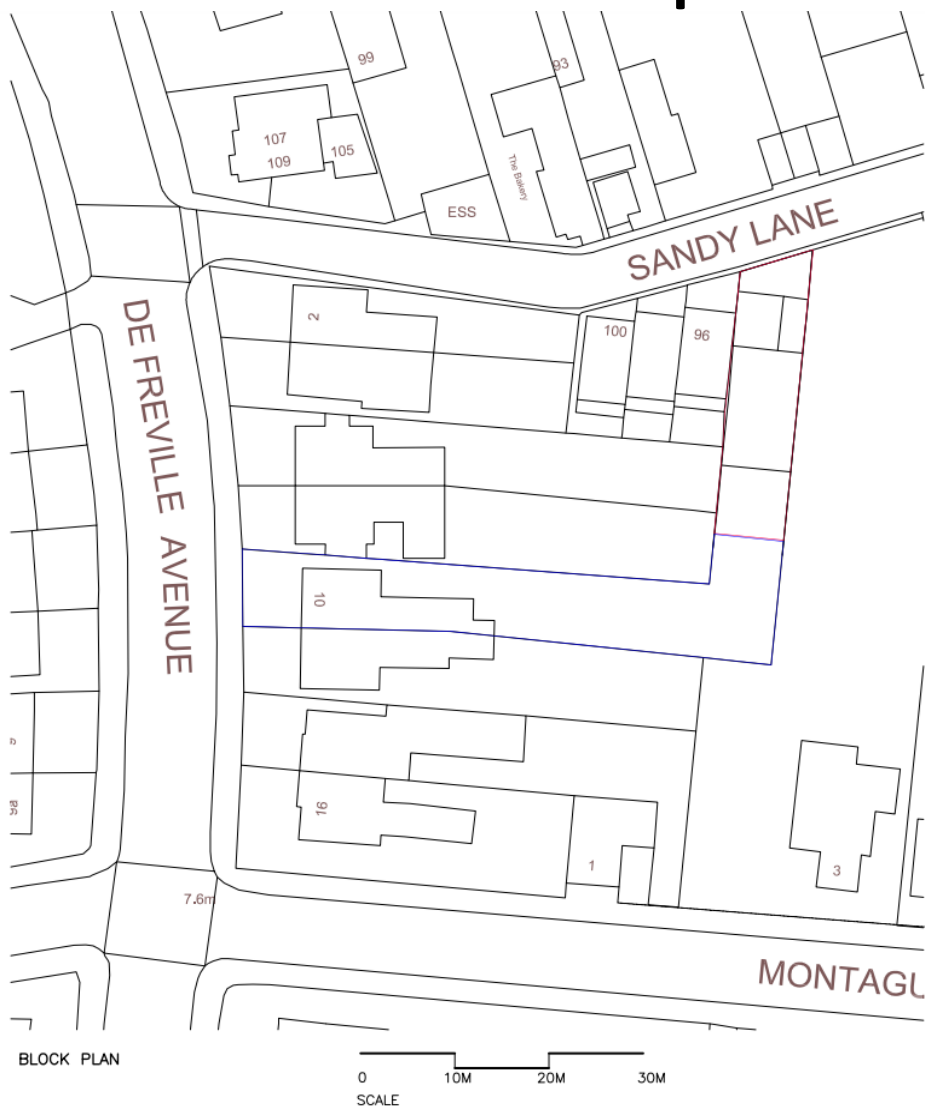 99
93
107
109
105
The Bakery
ESS
SANDY LANE
2
100
96
DE FREVILLE AVENUE
10
16
1
3
7.6m
MONTAGU
BLOCK PLAN
0 10M 20M 30M
SCALE